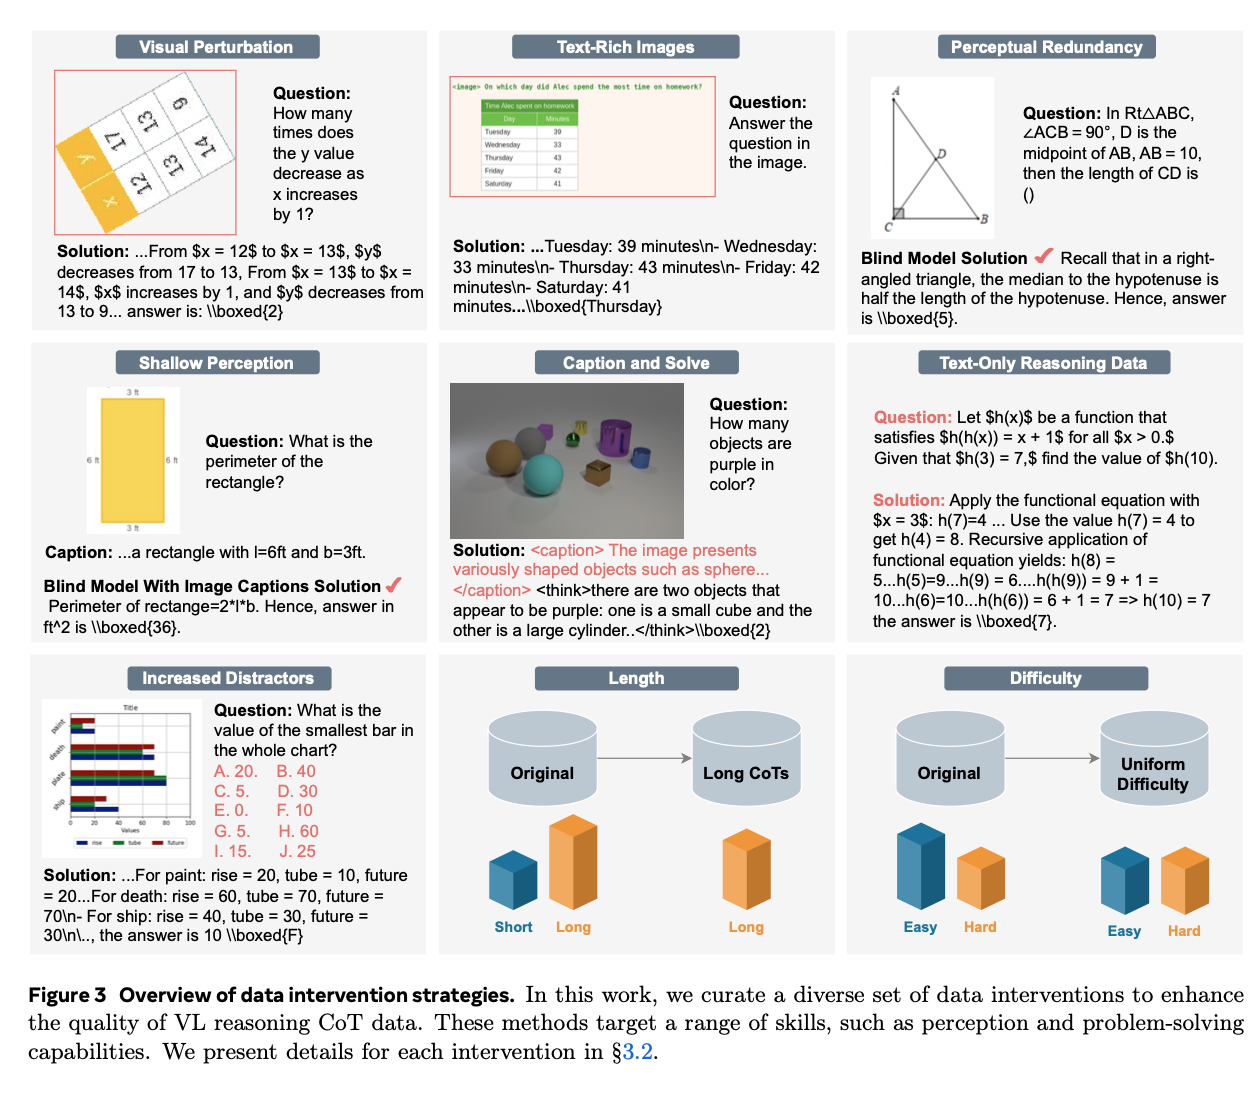 Visual Perturbation
y 17 13 9
x 12 13 14
Question:
How many
times does
the y value
decrease as
x increases
by 1?
Solution: ...From $x = 12$ to $x = 13$, $y$
decreases from 17 to 13, From $x = 13$ to $x =
14$, $x$ increases by 1, and $y$ decreases from
13 to 9... answer is: \\boxed{2}
Text-Rich Images
<image> On which day did Alec spend the most time on homework?
Time Alec spent on homework
Day Minutes
Tuesday 39
Wednesday 33
Thursday 43
Friday 42
Saturday 41
Question:
Answer the
question in
the image.
Solution: ...Tuesday: 39 minutes\n- Wednesday:
33 minutes\n- Thursday: 43 minutes\n- Friday: 42
minutes\n- Saturday: 41
minutes...\\boxed{Thursday}
Perceptual Redundancy
A
D
C
B
Question: In Rt△ABC,
∠ACB = 90°, D is the
midpoint of AB, AB = 10,
then the length of CD is
()
Blind Model Solution ✓ Recall that in a right-
angled triangle, the median to the hypotenuse is
half the length of the hypotenuse. Hence, answer
is \\boxed{5}.
Shallow Perception
3 ft
6 ft
6 ft
3 ft
Question: What is the
perimeter of the
rectangle?
Caption: ...a rectangle with l=6ft and b=3ft.
Blind Model With Image Captions Solution ✓
Perimeter of rectange=2*l*b. Hence, answer in
ft^2 is \\boxed{36}.
Caption and Solve
Question:
How many
objects are
purple in
color?
Solution: <caption> The image presents
variously shaped objects such as sphere...
</caption> <think>there are two objects that
appear to be purple: one is a small cube and the
other is a large cylinder..</think>\\boxed{2}
Text-Only Reasoning Data
Question: Let $h(x)$ be a function that
satisfies $h(h(x)) = x + 1$ for all $x > 0.$
Given that $h(3) = 7,$ find the value of $h(10).
Solution: Apply the functional equation with
$x = 3$: h(7)=4 ... Use the value h(7) = 4 to
get h(4) = 8. Recursive application of
functional equation yields: h(8) =
5...h(5)=9...h(9) = 6....h(h(9)) = 9 + 1 =
10...h(6)=10...h(h(6)) = 6 + 1 = 7 => h(10) = 7
the answer is \\boxed{7}.
Increased Distractors
Title
paint
death
plate
ship
0 20 40 60 80 100
Values
rise tube future
Question: What is the
value of the smallest bar in
the whole chart?
A. 20. B. 40
C. 5. D. 30
E. 0. F. 10
G. 5. H. 60
I. 15. J. 25
Solution: ...For paint: rise = 20, tube = 10, future
= 20...For death: rise = 60, tube = 70, future =
70\n- For ship: rise = 40, tube = 30, future =
30\n\.., the answer is 10 \\boxed{F}
Length
Original
Long CoTs
Short
Long
Long
Difficulty
Original
Uniform
Difficulty
Easy
Hard
Easy
Hard
Figure 3 Overview of data intervention strategies. In this work, we curate a diverse set of data interventions to enhance
the quality of VL reasoning CoT data. These methods target a range of skills, such as perception and problem-solving
capabilities. We present details for each intervention in §3.2.